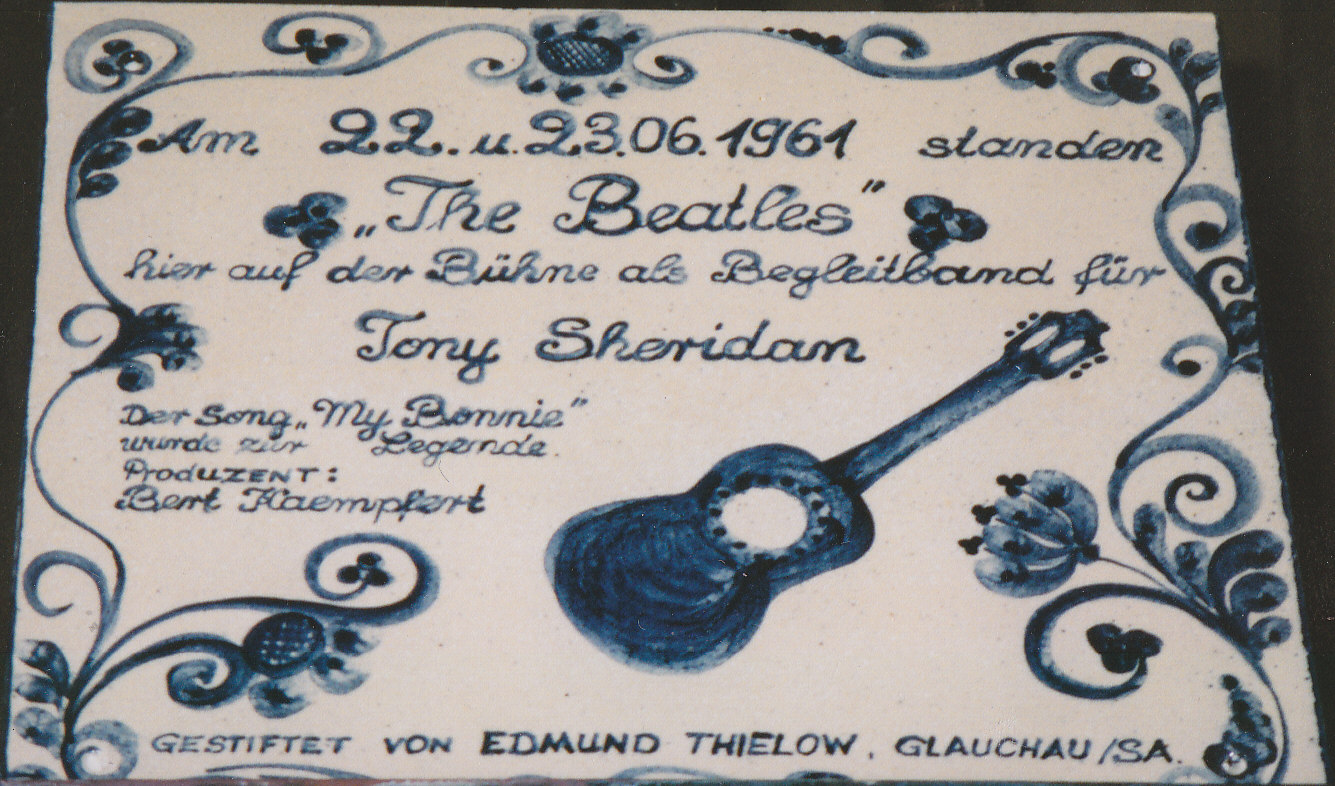 Am 22. u. 23.06.1961 standen
„The Beatles"
hier auf der Bühne als Begleitband für
Tony Sheridan
Der Song „My Bonnie"
wurde zur Legende.
Produzent:
Bert Kaempfert
GESTIFTET VON EDMUND THIELOW, GLAUCHAU/SA.